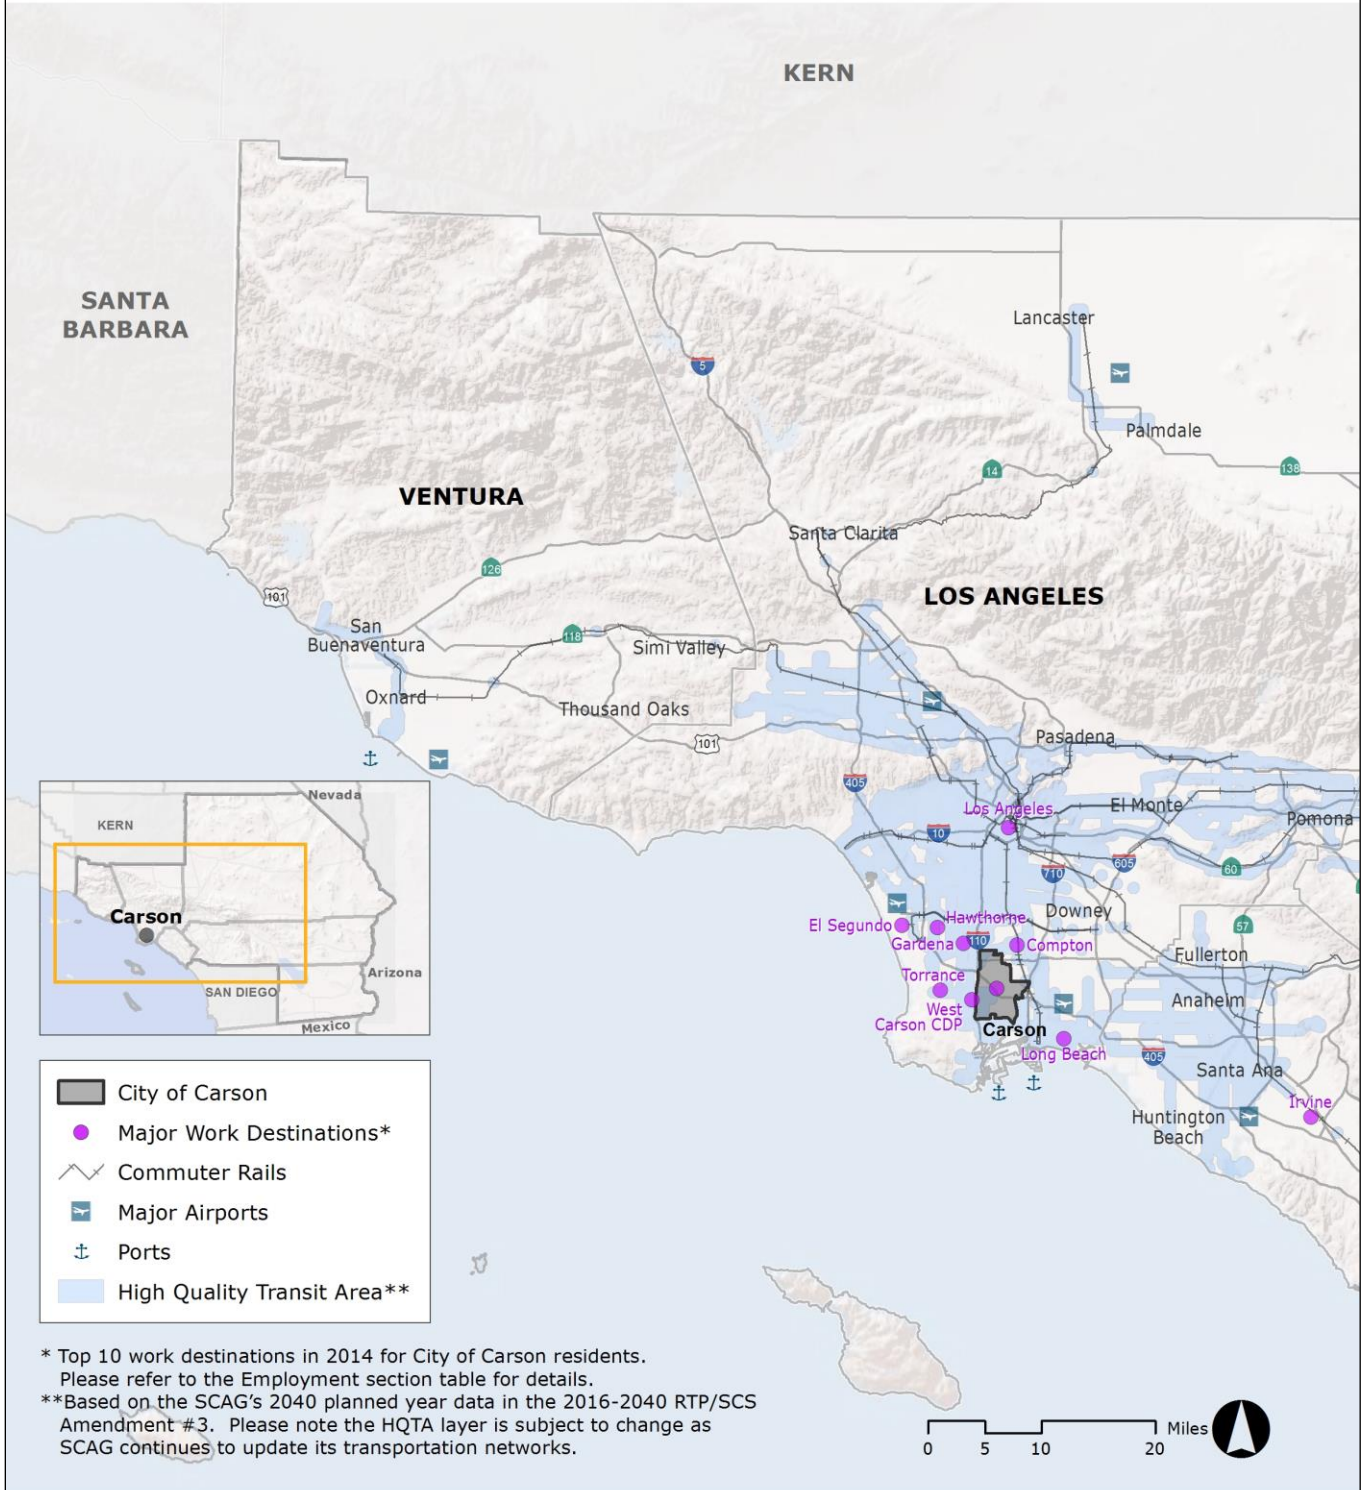 KERN
SANTA
BARBARA
Lancaster
5
Palmdale
14
138
VENTURA
Santa Clarita
126
LOS ANGELES
101
San
Buenaventura
118
Simi Valley
Oxnard
Thousand Oaks
101
Pasadena
405
Los Angeles
El Monte
Pomona
10
605
710
60
Downey
El Segundo
Hawthorne
57
Gardena
110
Compton
Fullerton
Torrance
Anaheim
West
Carson CDP
Carson
Long Beach
405
Santa Ana
Irvine
Huntington
Beach
Nevada
KERN
Carson
Arizona
SAN DIEGO
Mexico
City of Carson
Major Work Destinations*
Commuter Rails
Major Airports
Ports
High Quality Transit Area**
* Top 10 work destinations in 2014 for City of Carson residents.
Please refer to the Employment section table for details.
**Based on the SCAG's 2040 planned year data in the 2016-2040 RTP/SCS
Amendment #3. Please note the HQTA layer is subject to change as
SCAG continues to update its transportation networks.
Miles
0 5 10 20